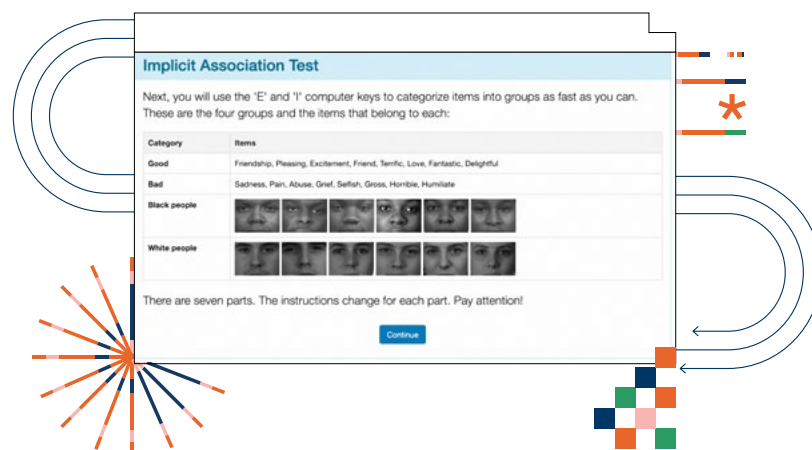 Implicit Association Test
Next, you will use the 'E' and 'I' computer keys to categorize items into groups as fast as you can.
These are the four groups and the items that belong to each:
Category Items
Good Friendship, Pleasing, Excitement, Friend, Terrific, Love, Fantastic, Delightful
Bad Sadness, Pain, Abuse, Grief, Selfish, Gross, Horrible, Humiliate
Black people
White people
There are seven parts. The instructions change for each part. Pay attention!
Continue